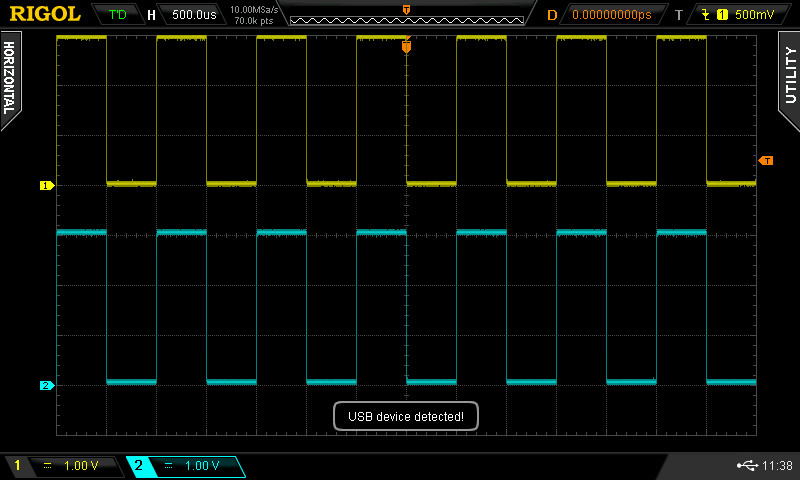 RIGOL T'D H 500.0us 10.00MSa/s 70.0k pts T D 0.00000000ps T 1 500mV
HORIZONTAL
UTILITY
T
T
1
2
USB device detected!
1 1.00 V 2 1.00 V 11:38